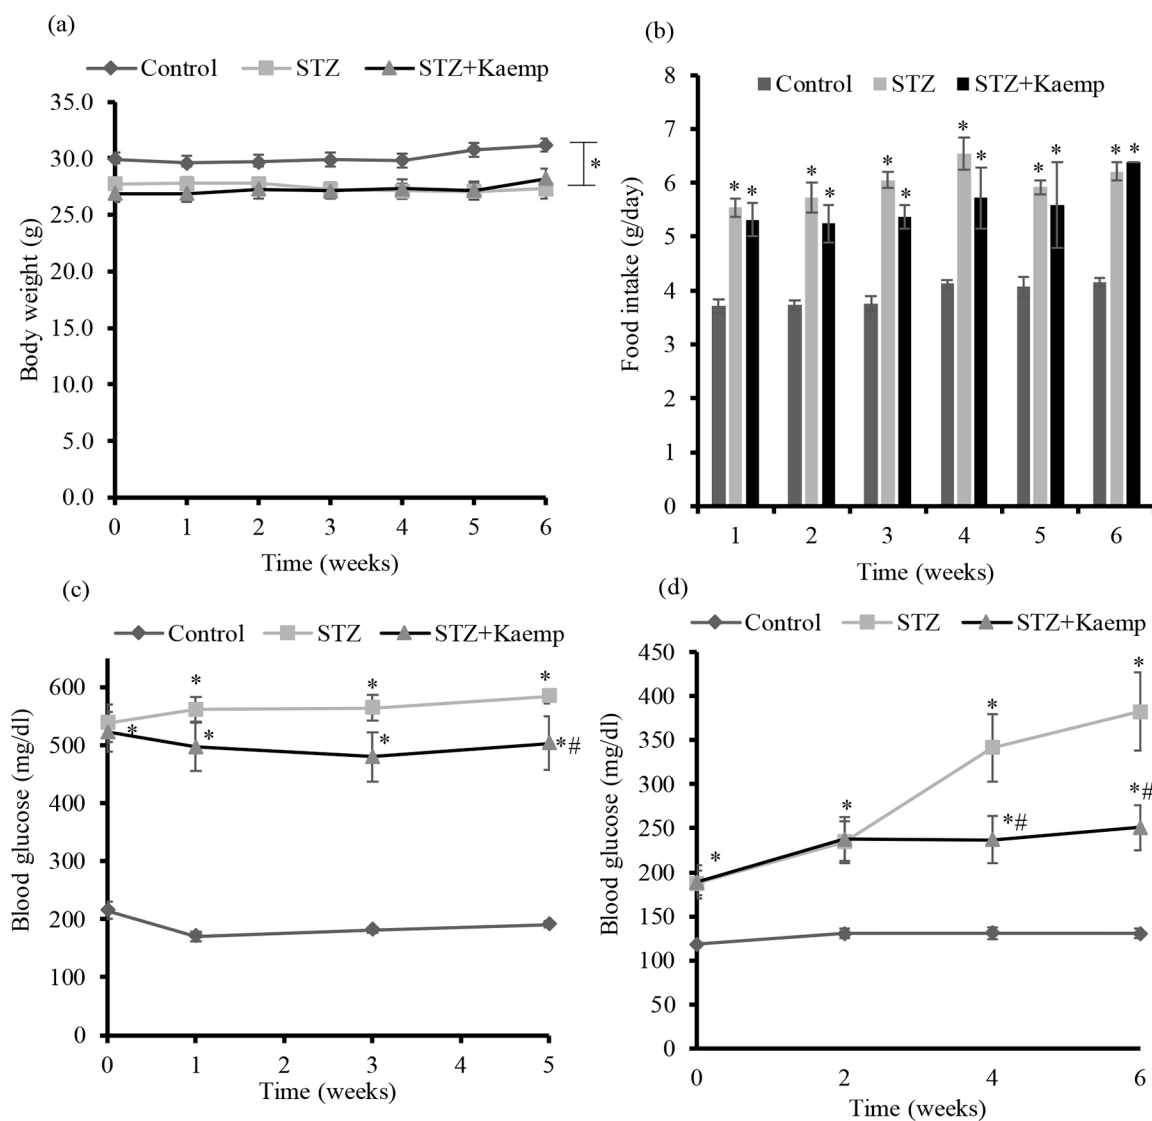 (a)
Control STZ STZ+Kaemp
35.0
30.0
25.0
20.0
15.0
10.0
5.0
0.0
Body weight (g)
*
0 1 2 3 4 5 6
Time (weeks)
(b)
Control STZ STZ+Kaemp
8
7
6
5
4
3
2
1
0
Food intake (g/day)
* * * * * * * * * * * *
1 2 3 4 5 6
Time (weeks)
(c)
Control STZ STZ+Kaemp
600
500
400
300
200
100
0
Blood glucose (mg/dl)
* * *
* * * *#
0 1 2 3 4 5
Time (weeks)
(d)
Control STZ STZ+Kaemp
450
400
350
300
250
200
150
100
50
0
Blood glucose (mg/dl)
* * * *
*# *#
0 2 4 6
Time (weeks)